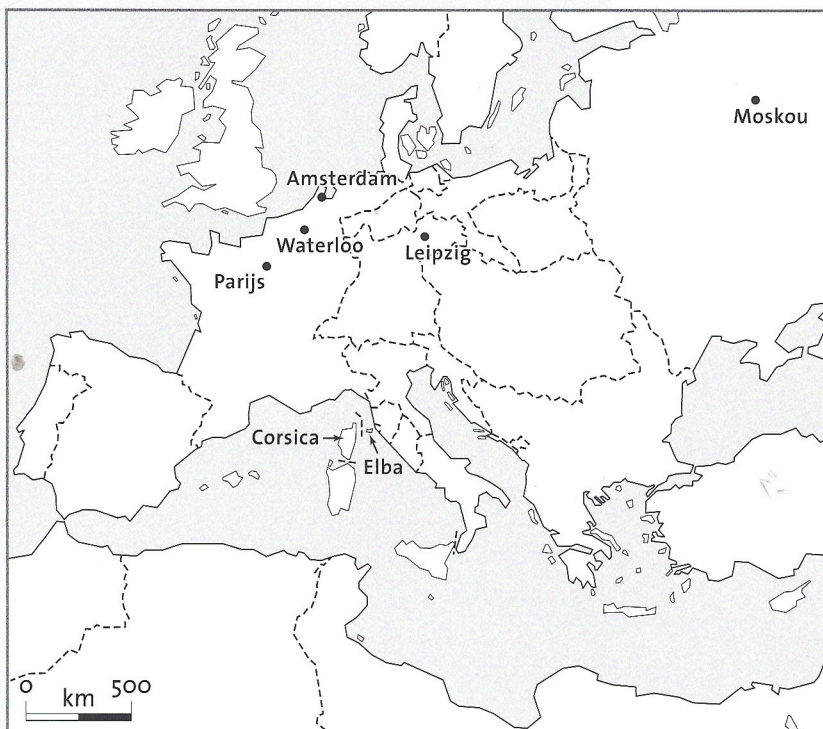 Moskou
Amsterdam
Waterloo
Leipzig
Parijs
Corsica
Elba
0 km 500